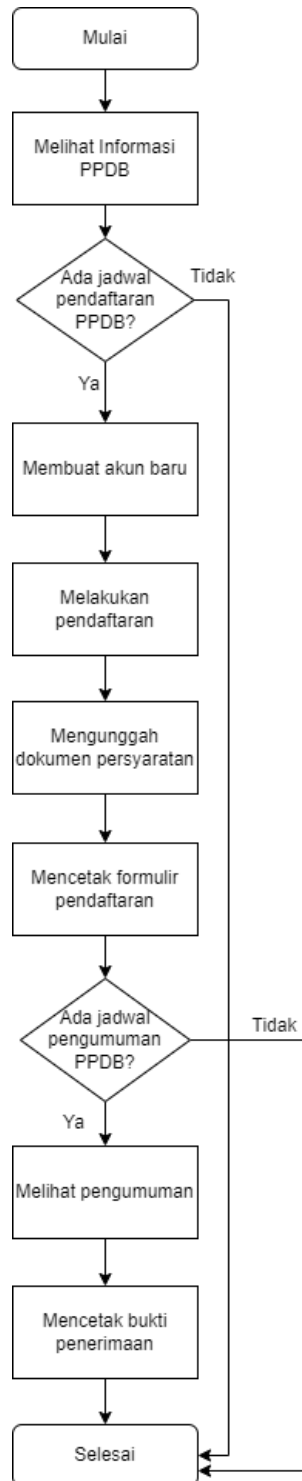 Mulai
Melihat Informasi
PPDB
Ada jadwal
pendaftaran
PPDB?
Tidak
Ya
Membuat akun baru
Melakukan
pendaftaran
Mengunggah
dokumen persyaratan
Mencetak formulir
pendaftaran
Ada jadwal
pengumuman
PPDB?
Tidak
Ya
Melihat pengumuman
Mencetak bukti
penerimaan
Selesai